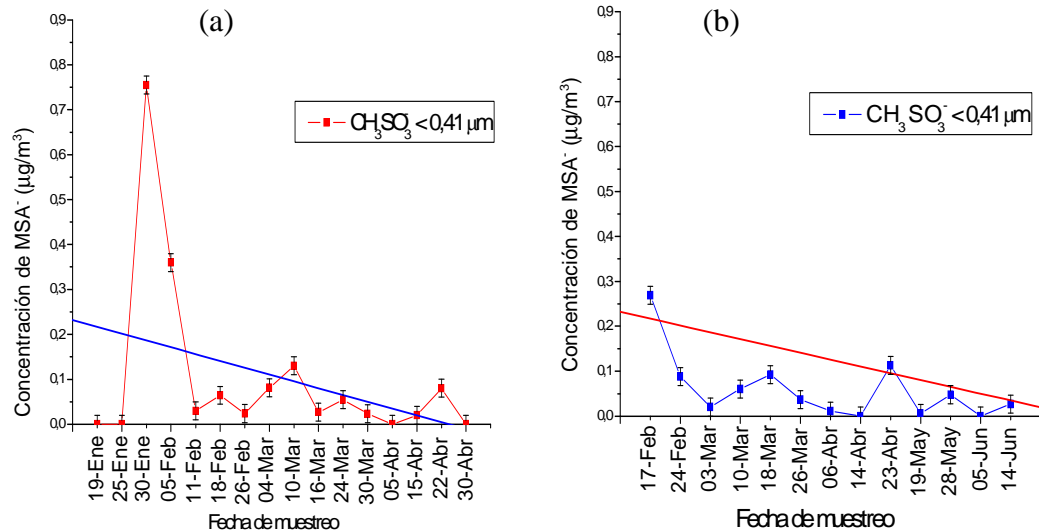 (a)
Concentración de MSA⁻ (μg/m³)
0,9
0,8
0,7
0,6
0,5
0,4
0,3
0,2
0,1
0,0
CH₃SO₃⁻ < 0,41 μm
19-Ene
25-Ene
30-Ene
05-Feb
11-Feb
18-Feb
26-Feb
04-Mar
10-Mar
16-Mar
24-Mar
30-Mar
05-Abr
15-Abr
22-Abr
30-Abr
Fecha de muestreo
(b)
Concentración de MSA⁻ (μg/m³)
0,9
0,8
0,7
0,6
0,5
0,4
0,3
0,2
0,1
0,0
CH₃SO₃⁻ < 0,41 μm
17-Feb
24-Feb
03-Mar
10-Mar
18-Mar
26-Mar
06-Abr
14-Abr
23-Abr
19-May
28-May
05-Jun
14-Jun
Fecha de muestreo